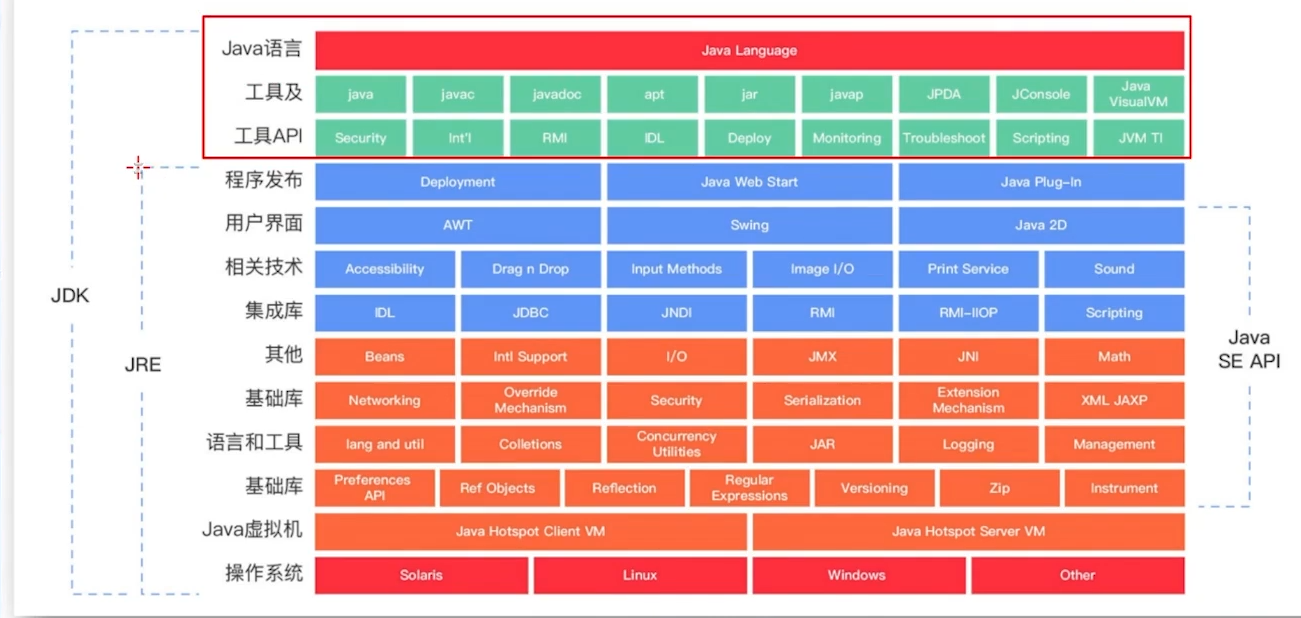 Java语言
Java Language
工具及
java javac javadoc apt jar javap JPDA JConsole Java VisualVM
工具API
Security Int'l RMI IDL Deploy Monitoring Troubleshoot Scripting JVM TI
程序发布
Deployment Java Web Start Java Plug-In
用户界面
AWT Swing Java 2D
相关技术
Accessibility Drag n Drop Input Methods Image I/O Print Service Sound
集成库
IDL JDBC JNDI RMI RMI-IIOP Scripting
其他
Beans Intl Support I/O JMX JNI Math
基础库
Networking Override Mechanism Security Serialization Extension Mechanism XML JAXP
语言和工具
lang and util Colletions Concurrency Utilities JAR Logging Management
基础库
Preferences API Ref Objects Reflection Regular Expressions Versioning Zip Instrument
Java虚拟机
Java Hotspot Client VM Java Hotspot Server VM
操作系统
Solaris Linux Windows Other
JDK
JRE
Java
SE API